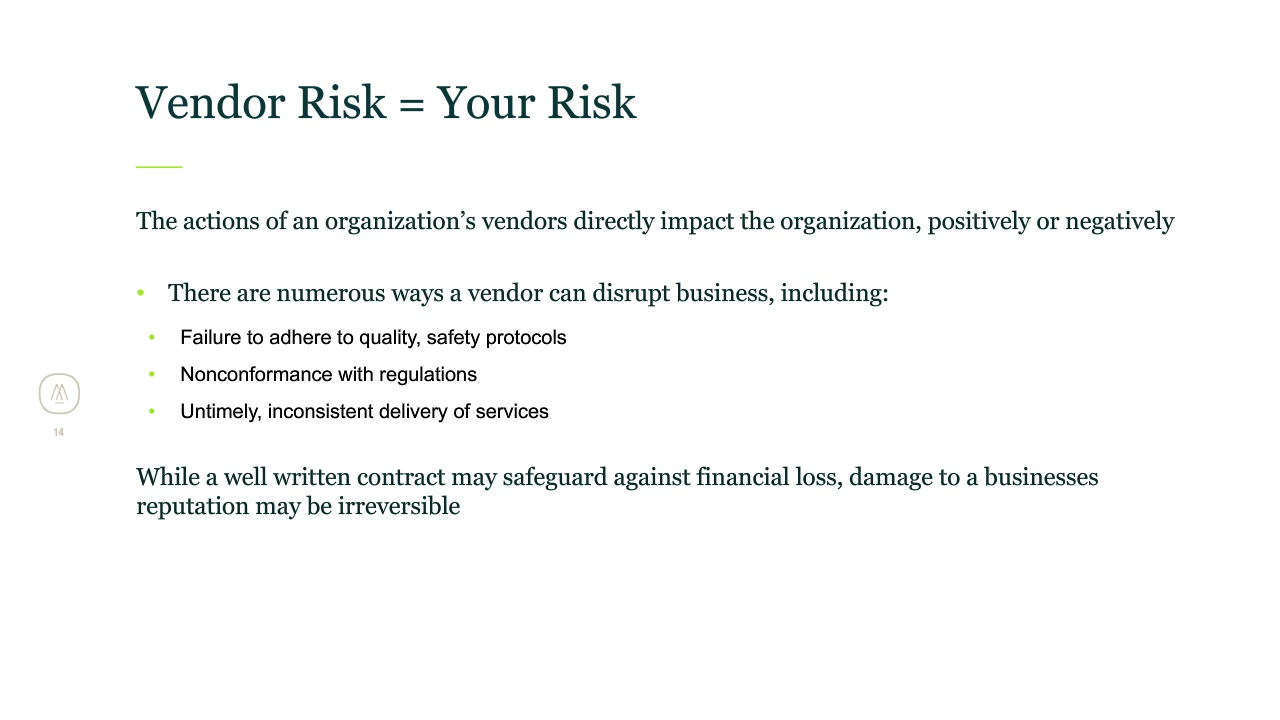 Vendor Risk = Your Risk
The actions of an organization’s vendors directly impact the organization, positively or negatively
• There are numerous ways a vendor can disrupt business, including:
• Failure to adhere to quality, safety protocols
• Nonconformance with regulations
• Untimely, inconsistent delivery of services
14
While a well written contract may safeguard against financial loss, damage to a businesses
reputation may be irreversible